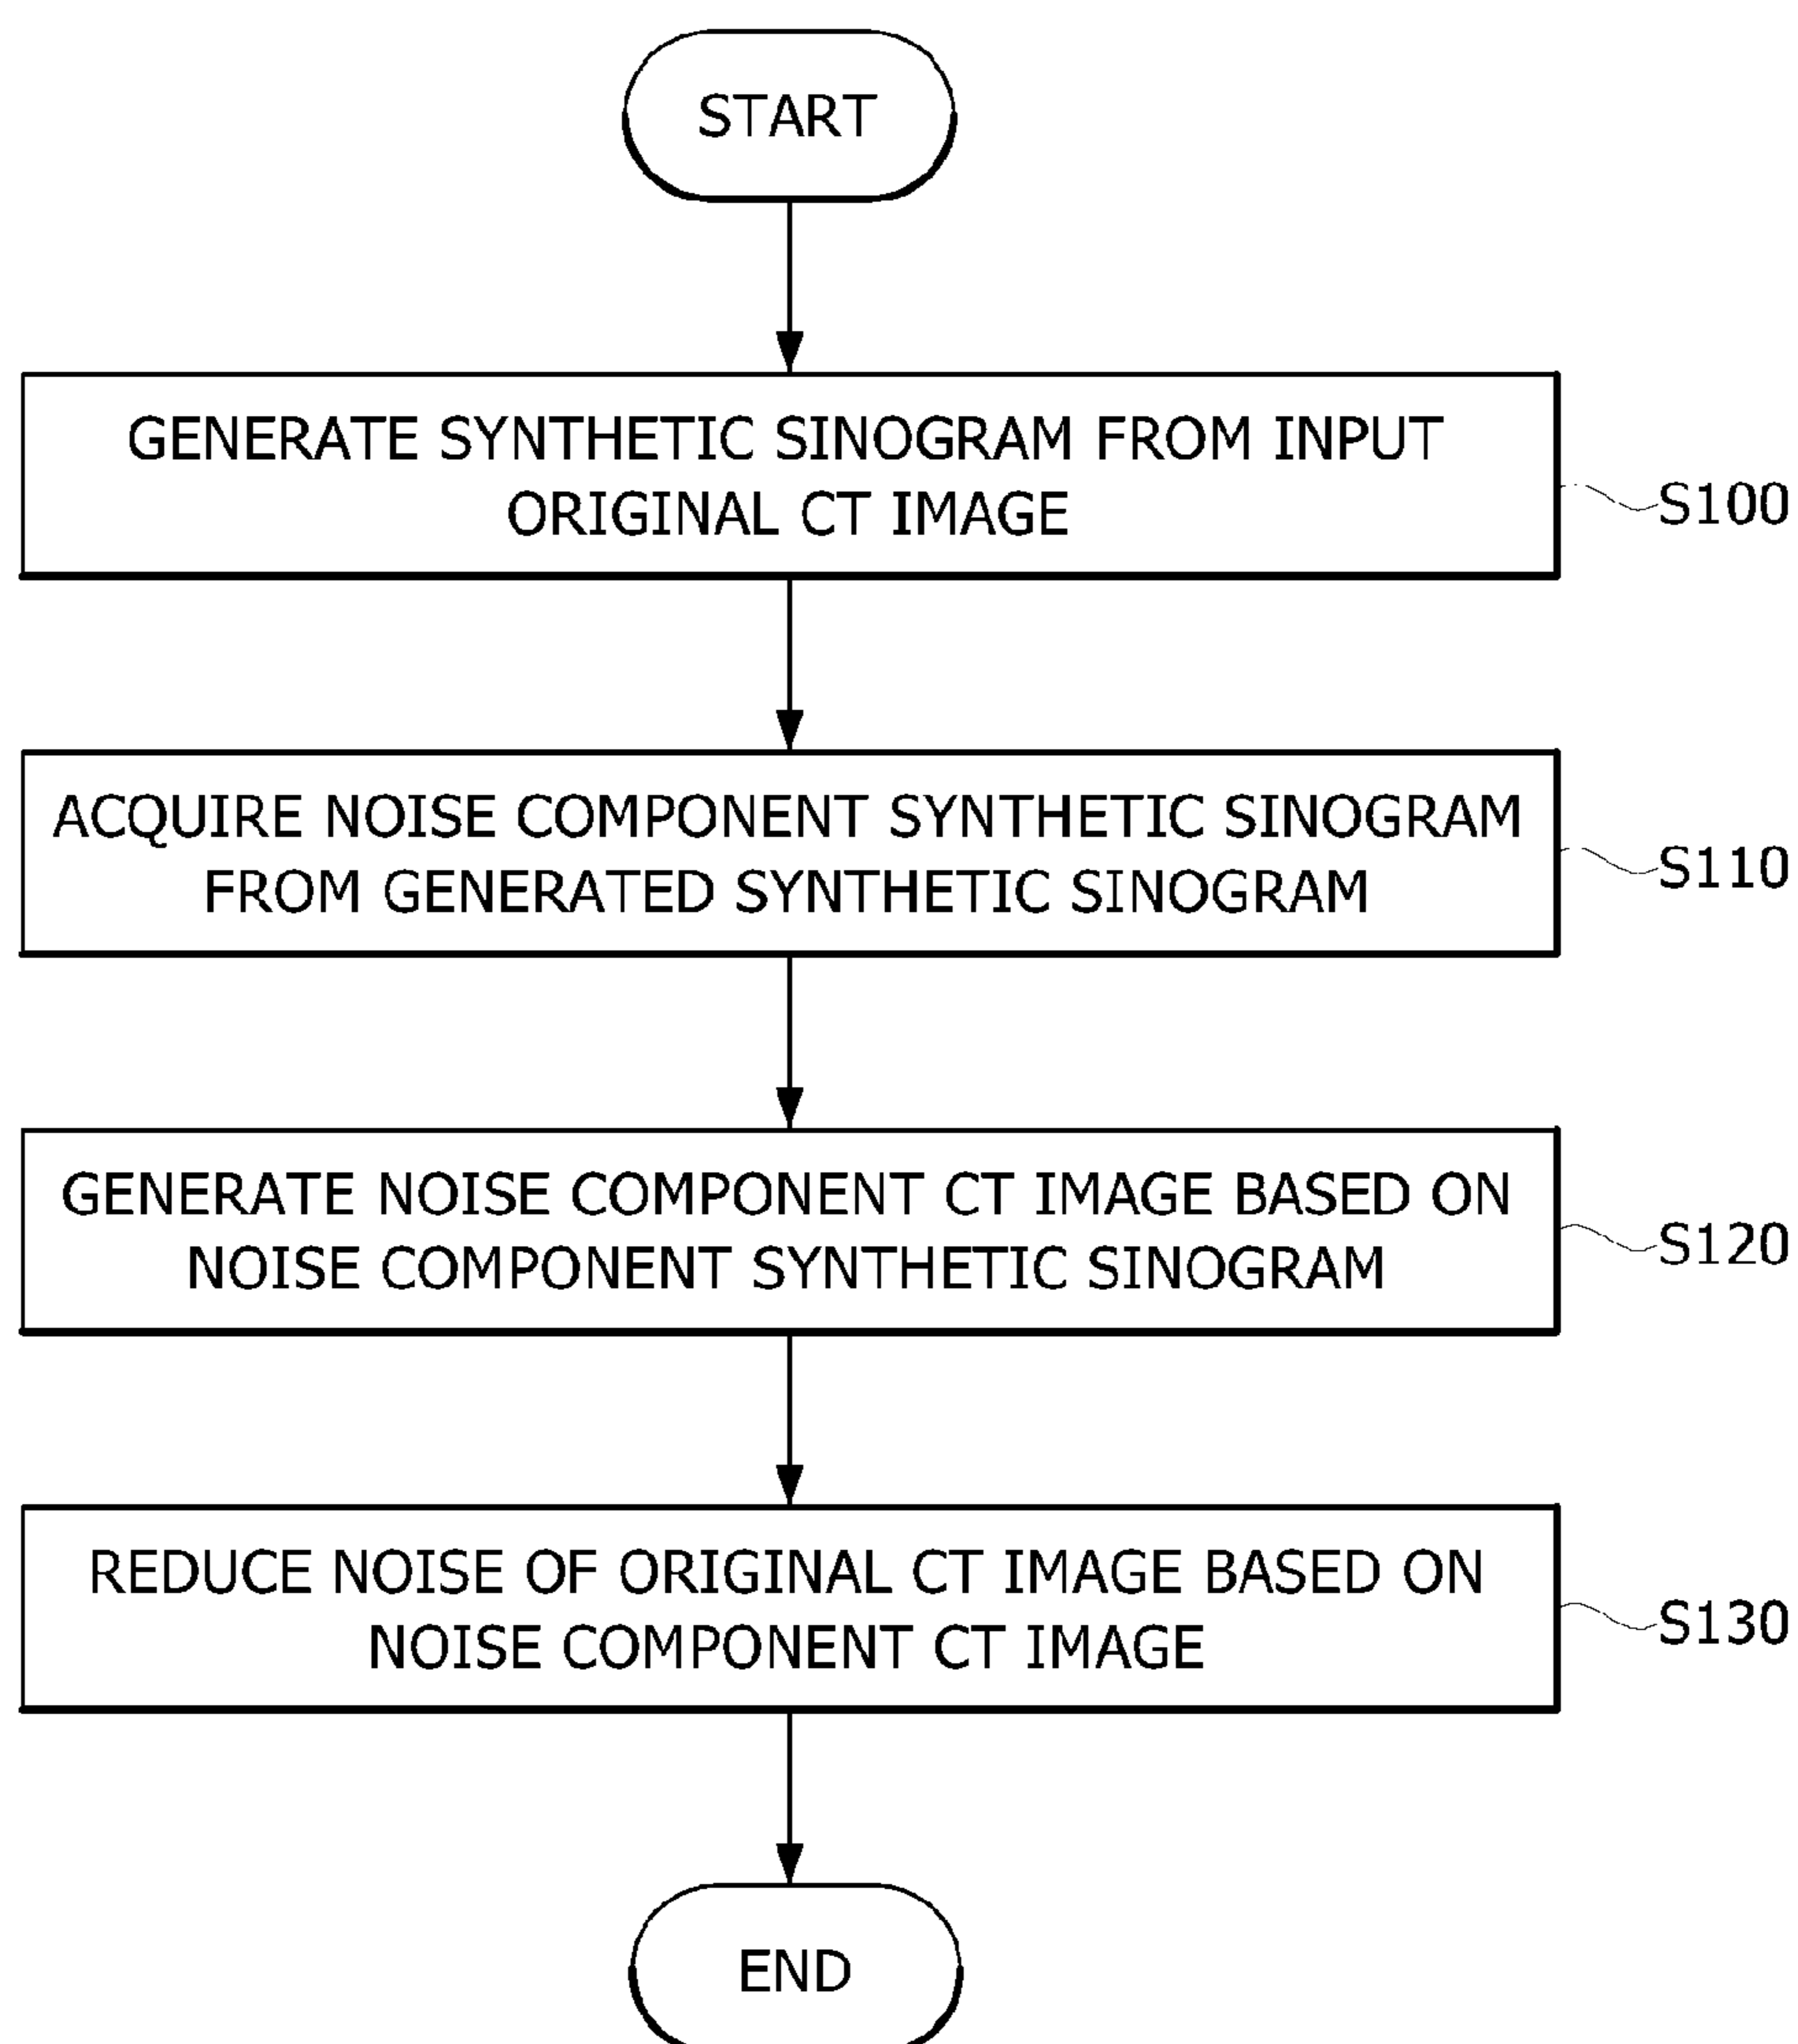 START
GENERATE SYNTHETIC SINOGRAM FROM INPUT
ORIGINAL CT IMAGE
S100
ACQUIRE NOISE COMPONENT SYNTHETIC SINOGRAM
FROM GENERATED SYNTHETIC SINOGRAM
S110
GENERATE NOISE COMPONENT CT IMAGE BASED ON
NOISE COMPONENT SYNTHETIC SINOGRAM
S120
REDUCE NOISE OF ORIGINAL CT IMAGE BASED ON
NOISE COMPONENT CT IMAGE
S130
END